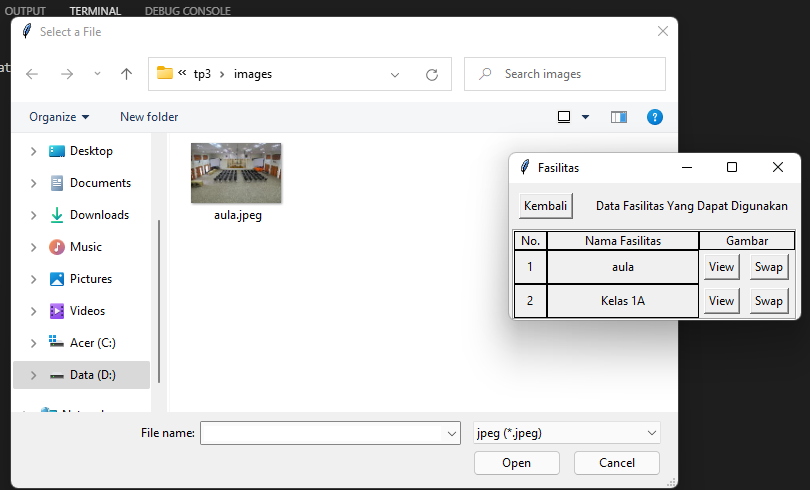 OUTPUT TERMINAL DEBUG CONSOLE
Select a File
at
« tp3 > images
Search images
Organize
New folder
Desktop
Documents
Downloads
Music
Pictures
Videos
Acer (C:)
Data (D:)
aula.jpeg
File name:
jpeg (*.jpeg)
Open Cancel
Fasilitas
Kembali Data Fasilitas Yang Dapat Digunakan
No. Nama Fasilitas Gambar
1 aula View Swap
2 Kelas 1A View Swap